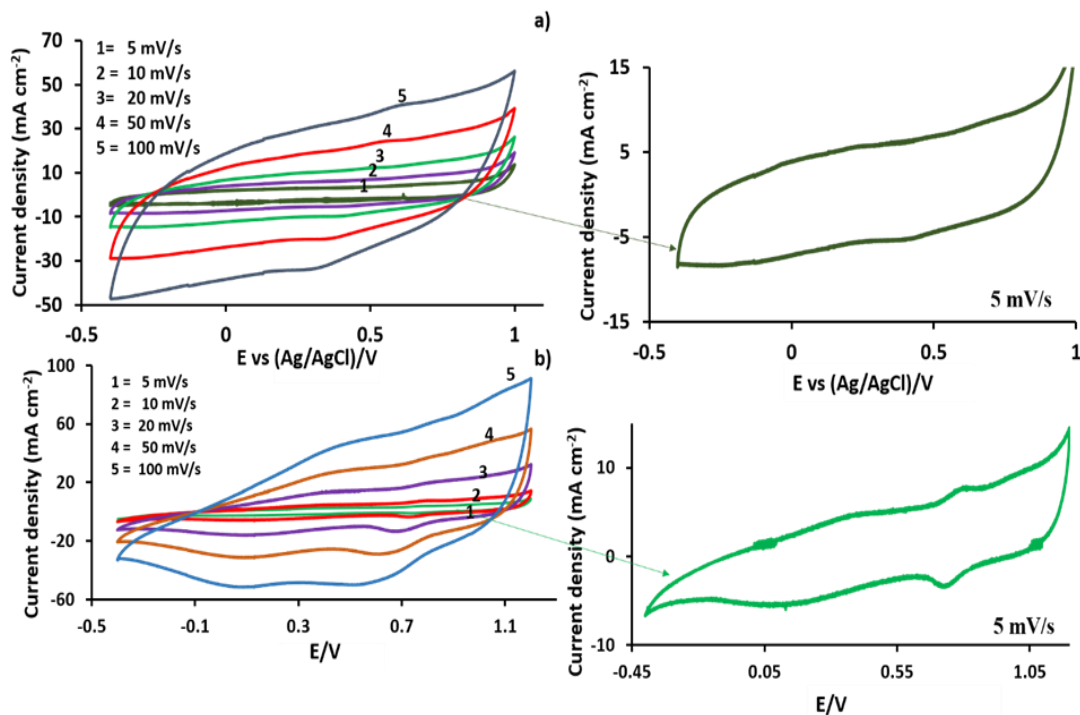 a)
Current density (mA cm-2)
70
50
30
10
-10
-30
-50
1= 5 mV/s
2 = 10 mV/s
3= 20 mV/s
4 = 50 mV/s
5 = 100 mV/s
5
4
3
2
1
-0.5
0
0.5
1
E vs (Ag/AgCl)/V
Current density (mA cm-2)
15
5
-5
-15
5 mV/s
-0.5
0
0.5
1
E vs (Ag/AgCl)/V
b)
Current density (mA cm-2)
100
60
20
-20
-60
1 = 5 mV/s
2 = 10 mV/s
3 = 20 mV/s
4 = 50 mV/s
5 = 100 mV/s
5
4
3
2
1
-0.5
-0.1
0.3
0.7
1.1
E/V
Current density (mA cm-2)
10
0
-10
5 mV/s
-0.45
0.05
0.55
1.05
E/V